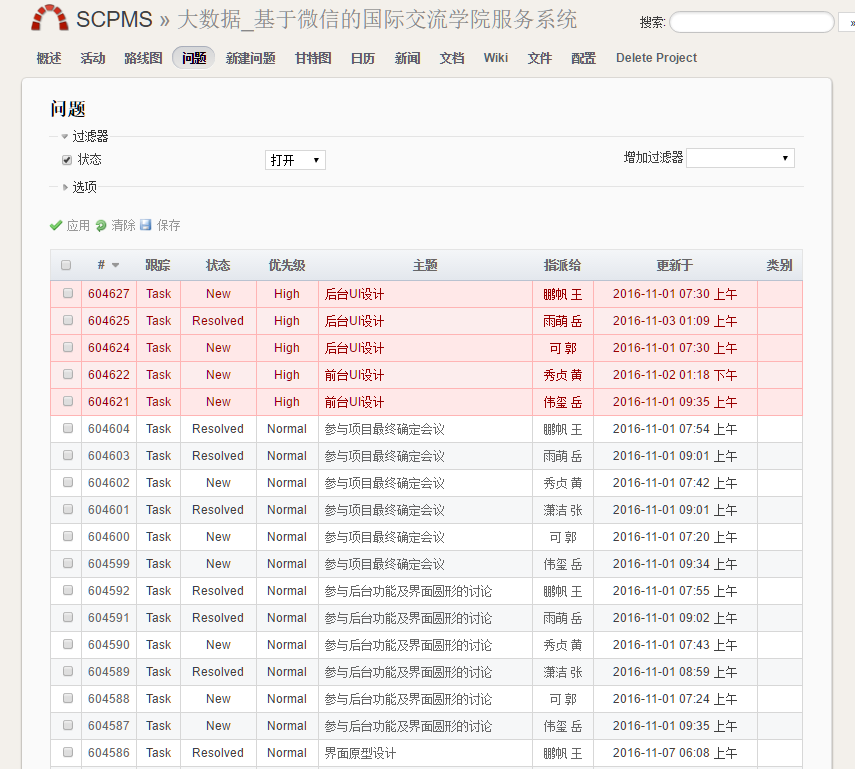 SCPMS » 大数据_基于微信的国际交流学院服务系统 搜索: »
概述 活动 路线图 问题 新建问题 甘特图 日历 新闻 文档 Wiki 文件 配置 Delete Project
问题
过滤器
状态 打开 增加过滤器
选项
应用 清除 保存
# 跟踪 状态 优先级 主题 指派给 更新于 类别
604627 Task New High 后台UI设计 鹏帆 王 2016-11-01 07:30 上午
604625 Task Resolved High 后台UI设计 雨萌 岳 2016-11-03 01:09 上午
604624 Task New High 后台UI设计 可 郭 2016-11-01 07:30 上午
604622 Task New High 前台UI设计 秀贞 黄 2016-11-02 01:18 下午
604621 Task New High 前台UI设计 伟玺 岳 2016-11-01 09:35 上午
604604 Task Resolved Normal 参与项目最终确定会议 鹏帆 王 2016-11-01 07:54 上午
604603 Task Resolved Normal 参与项目最终确定会议 雨萌 岳 2016-11-01 09:01 上午
604602 Task New Normal 参与项目最终确定会议 秀贞 黄 2016-11-01 07:42 上午
604601 Task Resolved Normal 参与项目最终确定会议 潇洁 张 2016-11-01 09:01 上午
604600 Task New Normal 参与项目最终确定会议 可 郭 2016-11-01 07:20 上午
604599 Task New Normal 参与项目最终确定会议 伟玺 岳 2016-11-01 09:34 上午
604592 Task Resolved Normal 参与后台功能及界面圆形的讨论 鹏帆 王 2016-11-01 07:55 上午
604591 Task Resolved Normal 参与后台功能及界面圆形的讨论 雨萌 岳 2016-11-01 09:02 上午
604590 Task New Normal 参与后台功能及界面圆形的讨论 秀贞 黄 2016-11-01 07:43 上午
604589 Task Resolved Normal 参与后台功能及界面圆形的讨论 潇洁 张 2016-11-01 08:59 上午
604588 Task New Normal 参与后台功能及界面圆形的讨论 可 郭 2016-11-01 07:24 上午
604587 Task New Normal 参与后台功能及界面圆形的讨论 伟玺 岳 2016-11-01 09:35 上午
604586 Task Resolved Normal 界面原型设计 鹏帆 王 2016-11-07 06:08 上午